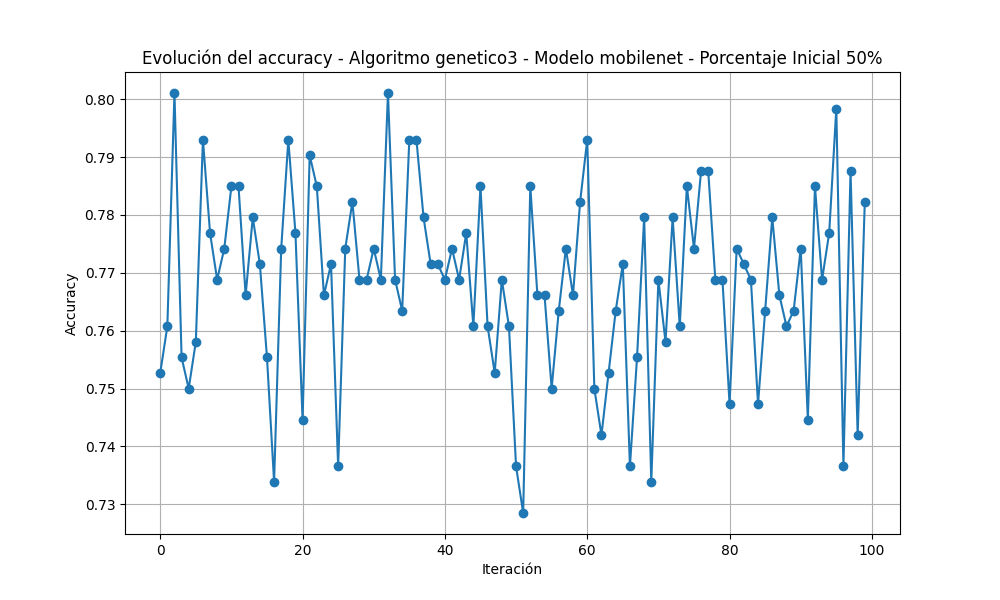 Evolución del accuracy - Algoritmo genetico3 - Modelo mobilenet - Porcentaje Inicial 50%
Accuracy
0.80
0.79
0.78
0.77
0.76
0.75
0.74
0.73
0 20 40 60 80 100
Iteración